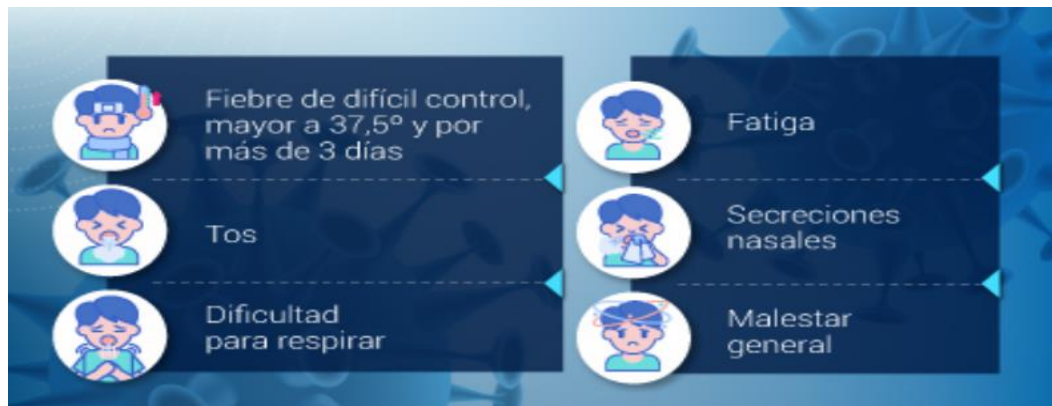 Fiebre de difícil control,
mayor a 37,5º y por
más de 3 días
Tos
Dificultad
para respirar
Fatiga
Secreciones
nasales
Malestar
general